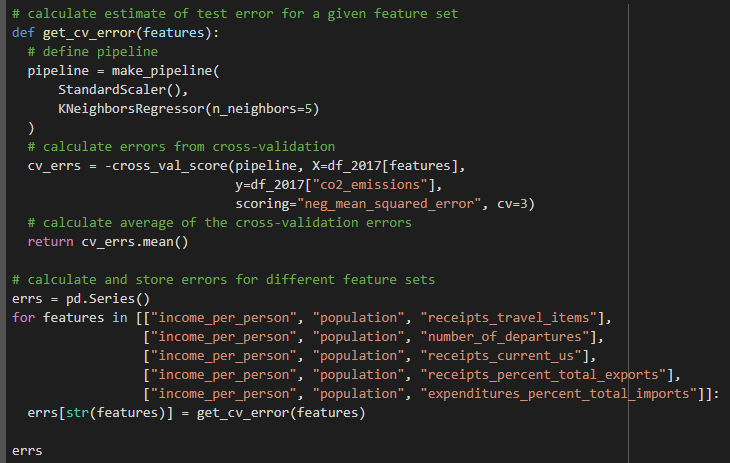 # calculate estimate of test error for a given feature set
def get_cv_error(features):
  # define pipeline
  pipeline = make_pipeline(
      StandardScaler(),
      KNeighborsRegressor(n_neighbors=5)
  )
  # calculate errors from cross-validation
  cv_errs = -cross_val_score(pipeline, X=df_2017[features],
                             y=df_2017["co2_emissions"],
                             scoring="neg_mean_squared_error", cv=3)
  # calculate average of the cross-validation errors
  return cv_errs.mean()

# calculate and store errors for different feature sets
errs = pd.Series()
for features in [["income_per_person", "population", "receipts_travel_items"],
                 ["income_per_person", "population", "number_of_departures"],
                 ["income_per_person", "population", "receipts_current_us"],
                 ["income_per_person", "population", "receipts_percent_total_exports"],
                 ["income_per_person", "population", "expenditures_percent_total_imports"]]:
  errs[str(features)] = get_cv_error(features)

errs